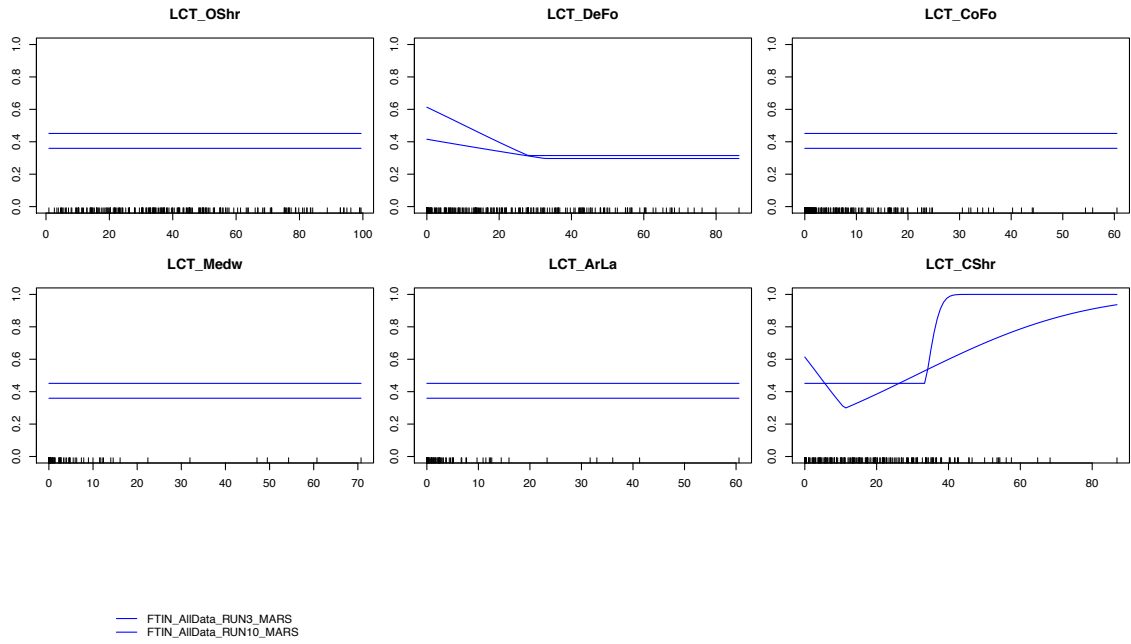 LCT_OShr
LCT_DeFo
LCT_CoFo
0.0 0.2 0.4 0.6 0.8 1.0
0 20 40 60 80 100
0.0 0.2 0.4 0.6 0.8 1.0
0 20 40 60 80
0.0 0.2 0.4 0.6 0.8 1.0
0 10 20 30 40 50 60
LCT_Medw
LCT_ArLa
LCT_CShr
0.0 0.2 0.4 0.6 0.8 1.0
0 10 20 30 40 50 60 70
0.0 0.2 0.4 0.6 0.8 1.0
0 10 20 30 40 50 60
0.0 0.2 0.4 0.6 0.8 1.0
0 20 40 60 80
FTIN_AllData_RUN3_MARS
FTIN_AllData_RUN10_MARS